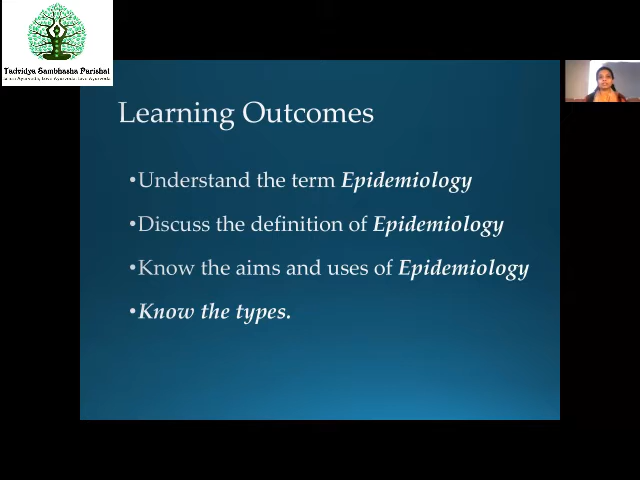 Tadvidya Sambhasha Parishat
Learning Outcomes
•Understand the term Epidemiology
•Discuss the definition of Epidemiology
•Know the aims and uses of Epidemiology
•Know the types.